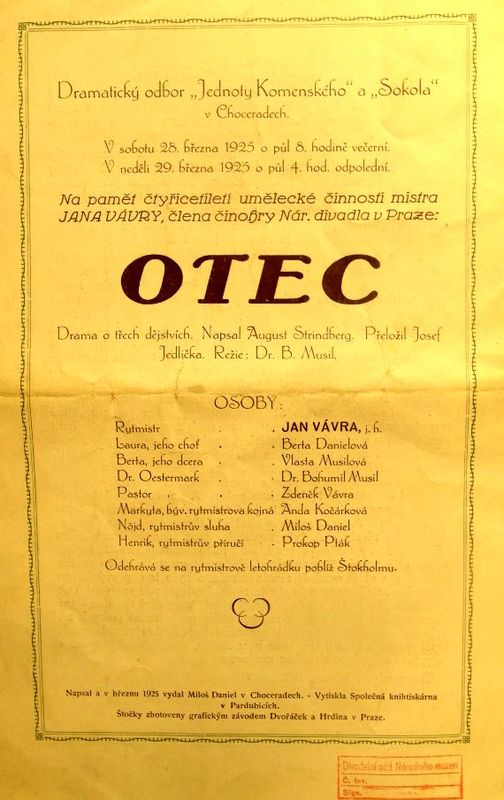 Dramatický odbor „Jednoty Komenského“ a „Sokola“
v Choceradech.
V sobotu 28. března 1925 o půl 8. hodině večerní.
V neděli 29. března 1925 o půl 4. hod. odpolední.
Na paměť čtyřicetiletí umělecké činnosti mistra
JANA VÁVRY, člena činohry Nár. divadla v Praze:
OTEC
Drama o třech dějstvích. Napsal August Strindberg. Přeložil Josef
Jedlička. Režie: Dr. B. Musil.
OSOBY:
Rytmistr . . JAN VÁVRA, j. h.
Laura, jeho choť . . Berta Danielová
Berta, jeho dcera . . Vlasta Musilová
Dr. Oestermark . . Dr. Bohumil Musil
Pastor . . . Zdeněk Vávra
Markyta, býv. rytmistrova kojná Anda Kočárková
Nöjd, rytmistrův sluha . Miloš Daniel
Henrik, rytmistrův příručí . Prokop Pták
Odehrává se na rytmistrově letohrádku poblíž Štokholmu.
Napsal a v březnu 1925 vydal Miloš Daniel v Choceradech. - Vytiskla Společná knihtiskárna
v Pardubicích.
Štočky zhotoveny grafickým závodem Dvořáček a Hrdina v Praze.
Divadelní odd. Národního musea
Č. inv.
Sign.